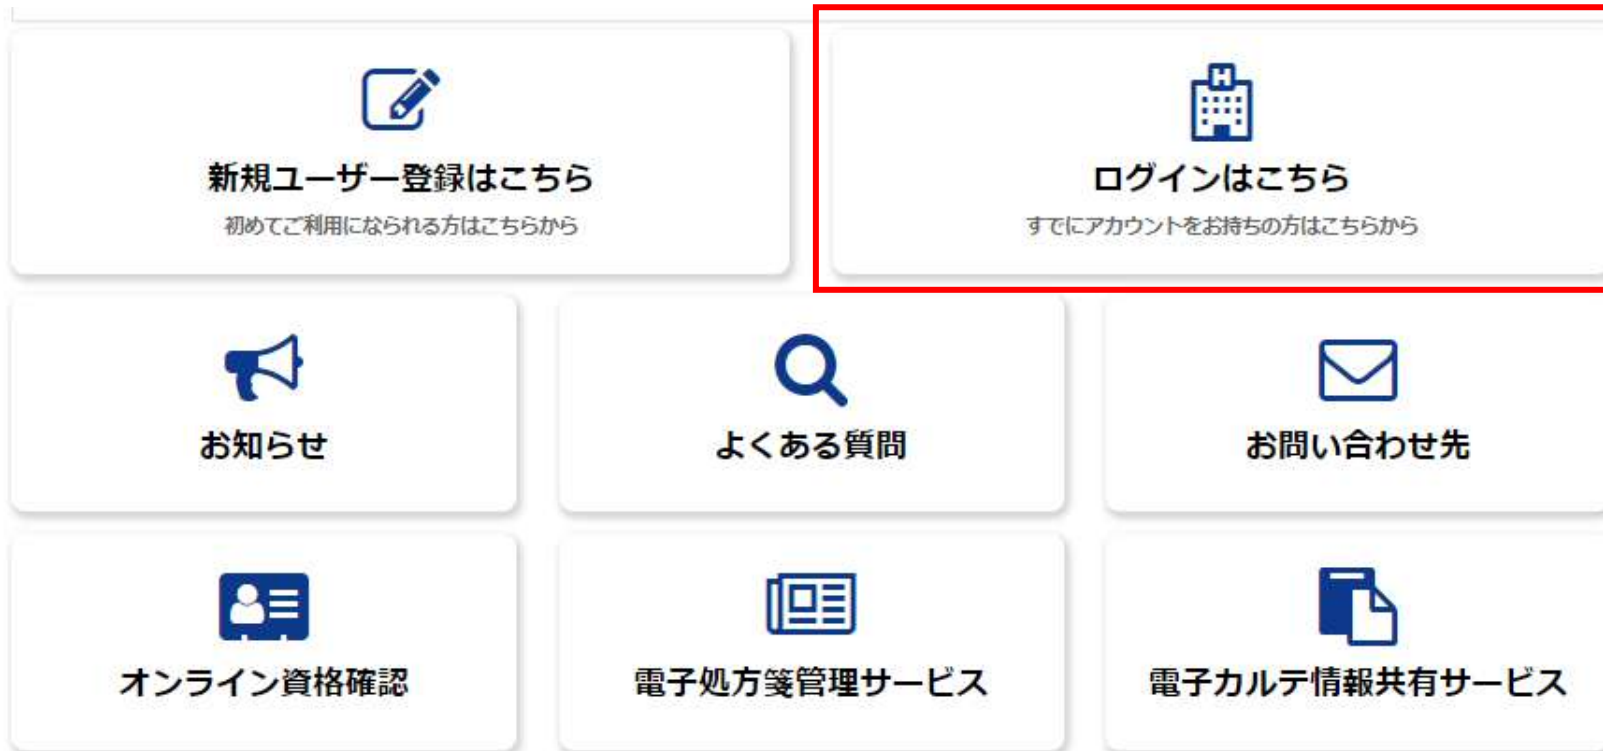 新規ユーザー登録はこちら
初めてご利用になられる方はこちらから
H
ログインはこちら
すでにアカウントをお持ちの方はこちらから
お知らせ
よくある質問
お問い合わせ先
オンライン資格確認
電子処方箋管理サービス
電子カルテ情報共有サービス